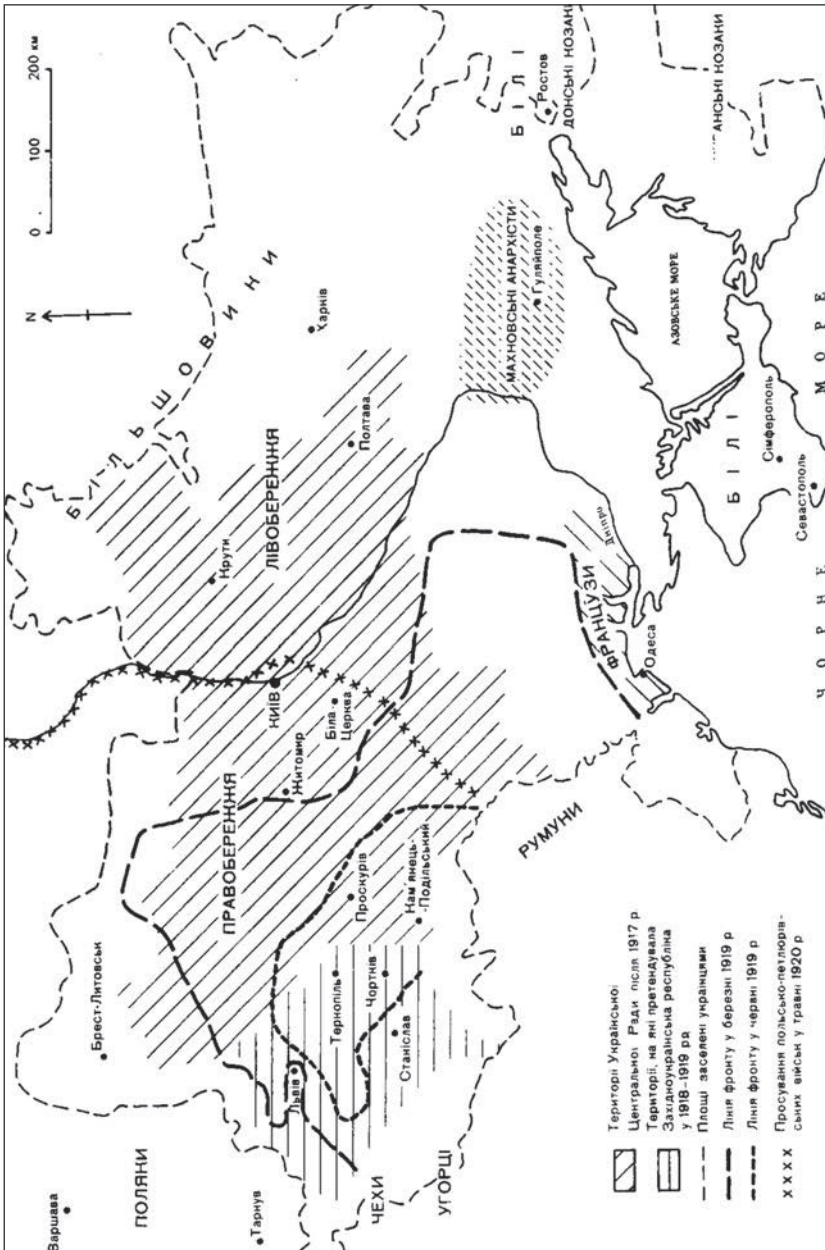 200 км
100
0
N
БІЛЬШОВИКИ
БІЛІ
Ростов
ДОНСЬКІ КОЗАКИ
АНСЬКІ КОЗАКИ
Харків
МАХНОВСЬКІ АНАРХІСТИ
Гуляйполе
АЗОВСЬКЕ МОРЕ
Полтава
ЛІВОБЕРЕЖЖЯ
Крути
БІЛІ
Сімферополь
Севастополь
ЧОРНЕ МОРЕ
Дніпро
ФРАНЦУЗИ
Одеса
КИЇВ
Біла
Церква
Житомир
ПРАВОБЕРЕЖЖЯ
РУМУНИ
Проскурів
Кам'янець-
-Подільський
Брест-Литовськ
Тернопіль
Чортків
Станіслав
Львів
Варшава
ПОЛЯКИ
Тарнув
ЧЕХИ
УГОРЦІ
Території Української
Центральної Ради після 1917 р.
Території, на які претендувала
Західноукраїнська республіка
у 1918-1919 рр.
Площі заселені українцями
Лінія фронту у березні 1919 р
Лінія фронту у червні 1919 р
Просування польсько-петлюрів-
ських військ у травні 1920 р